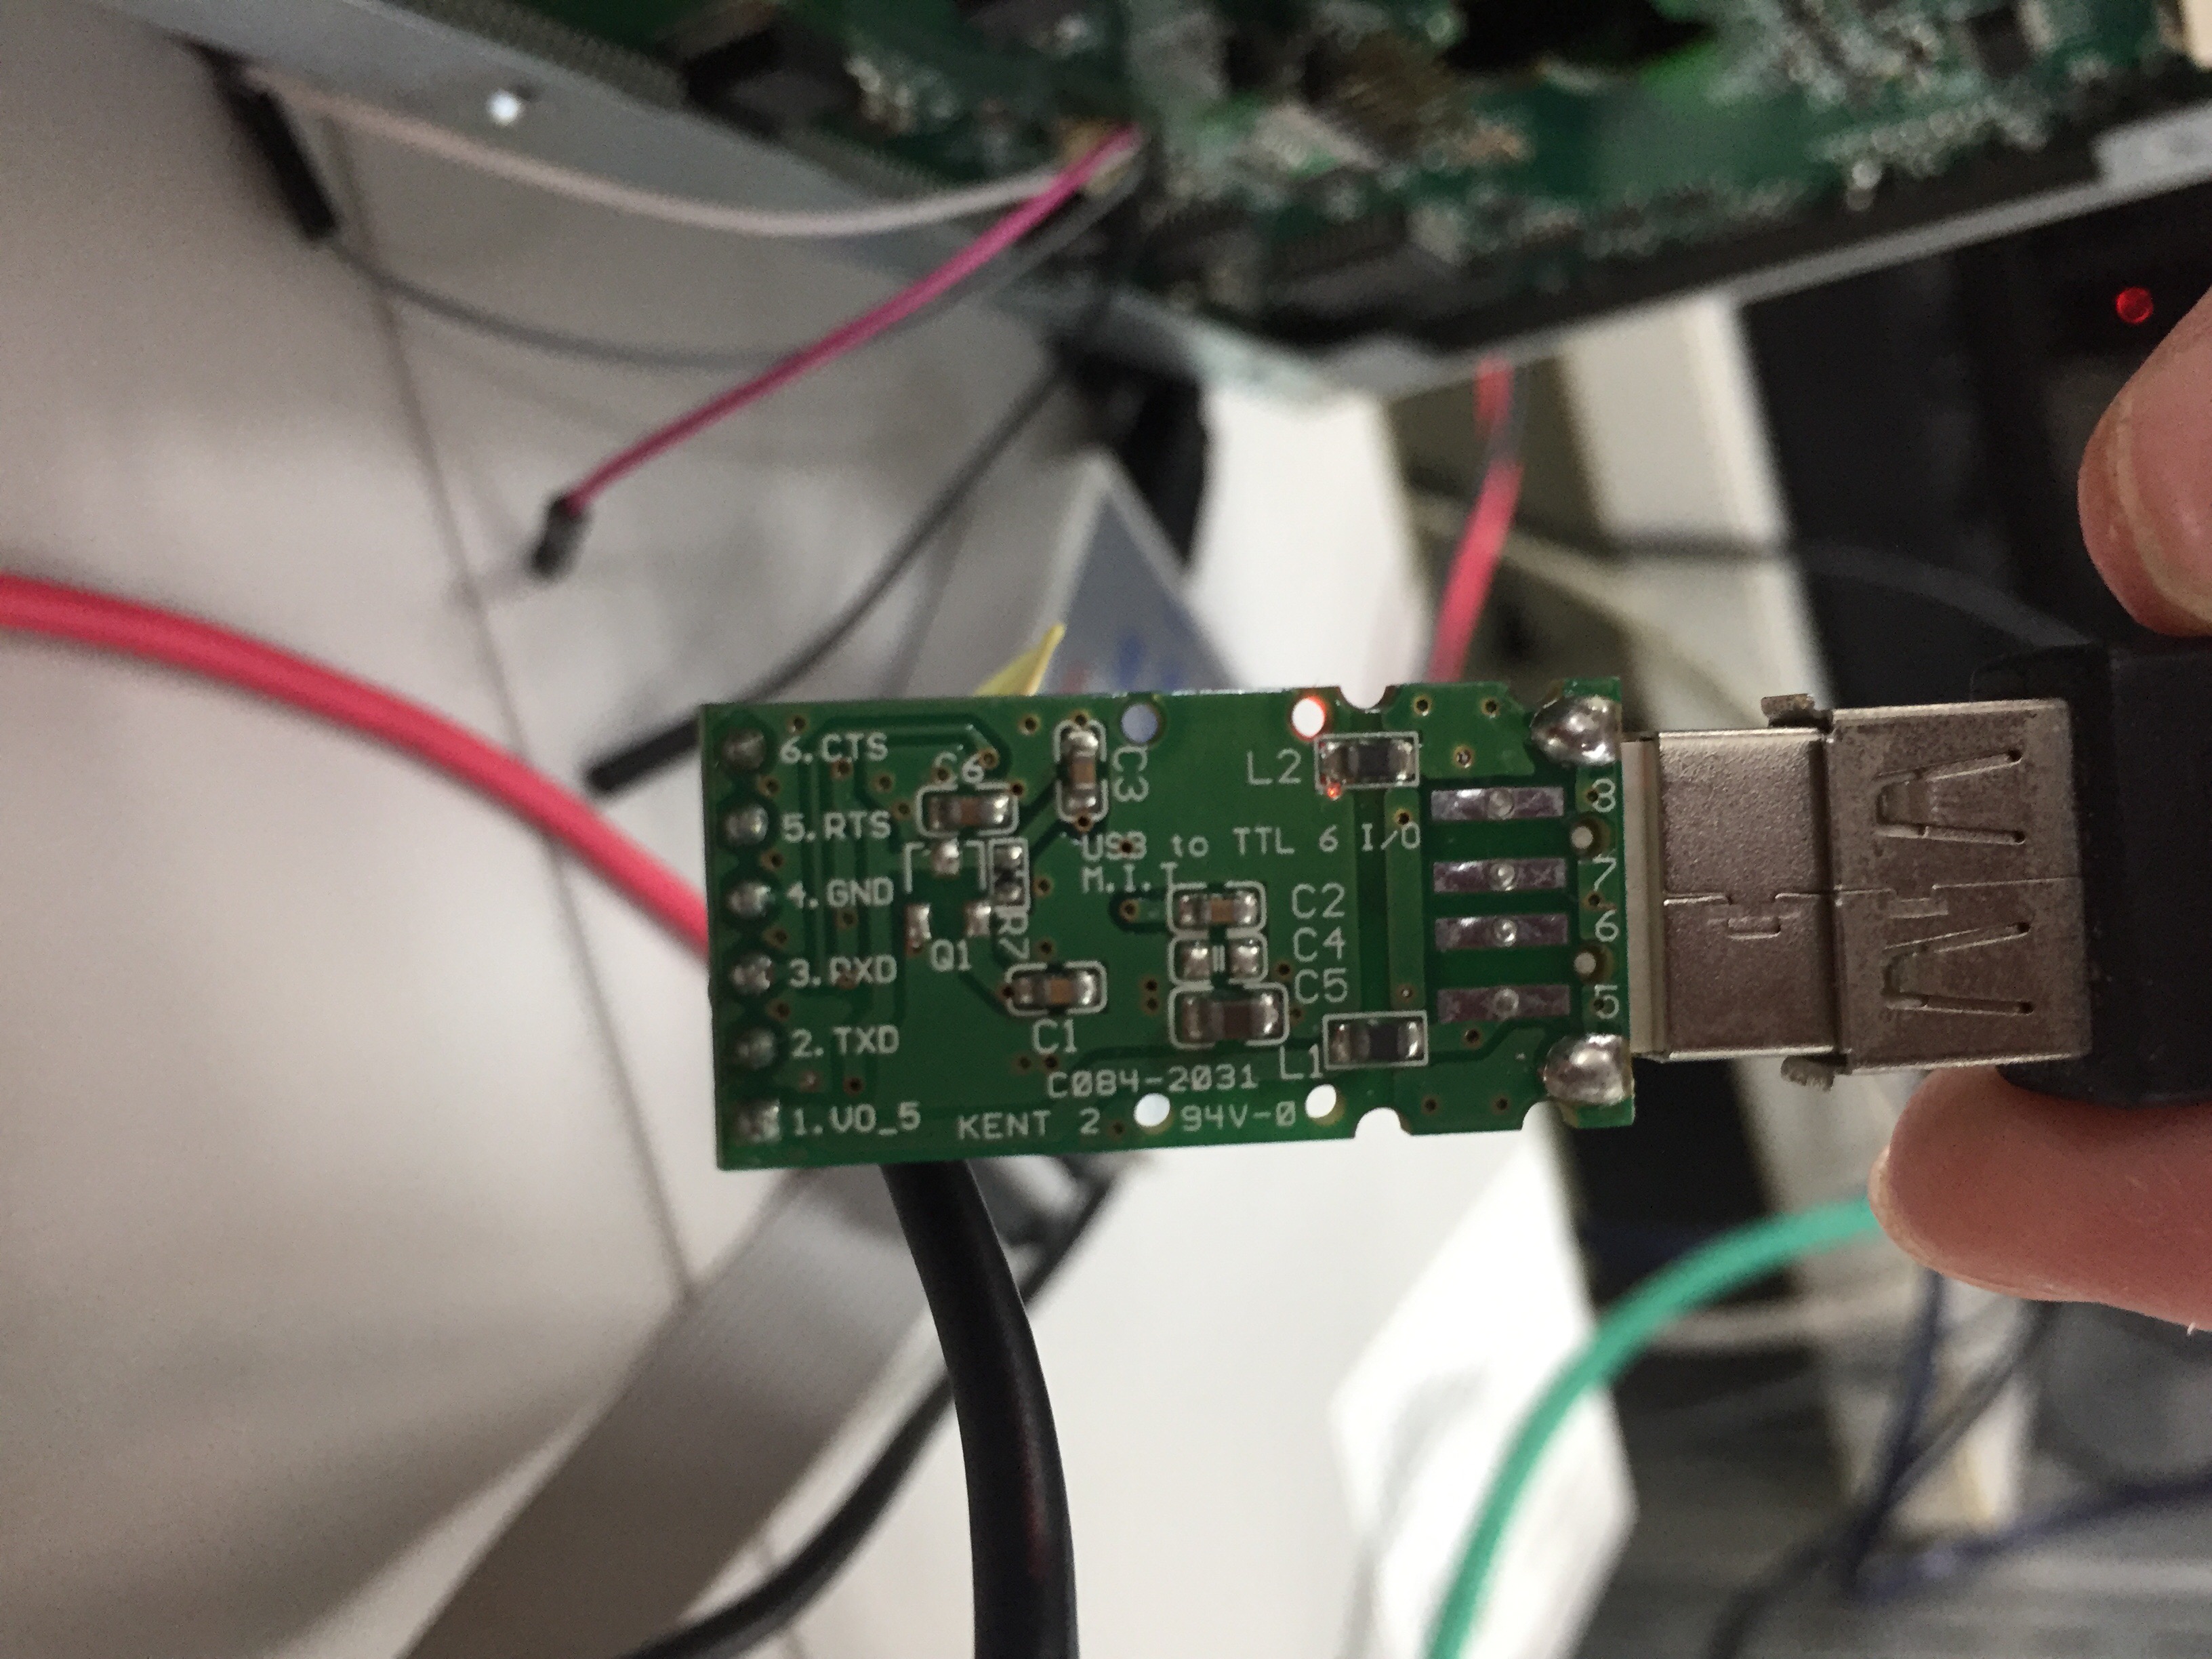 8 7 6 5
L2
USB to TTL 6 I/O
M.I.T
C2
C4
C5
L1
C084-2031
KENT 2 94V-0
C3
C1
R7
C6
Q1
6.CTS
5.RTS
4.GND
3.RXD
2.TXD
1.VO_5